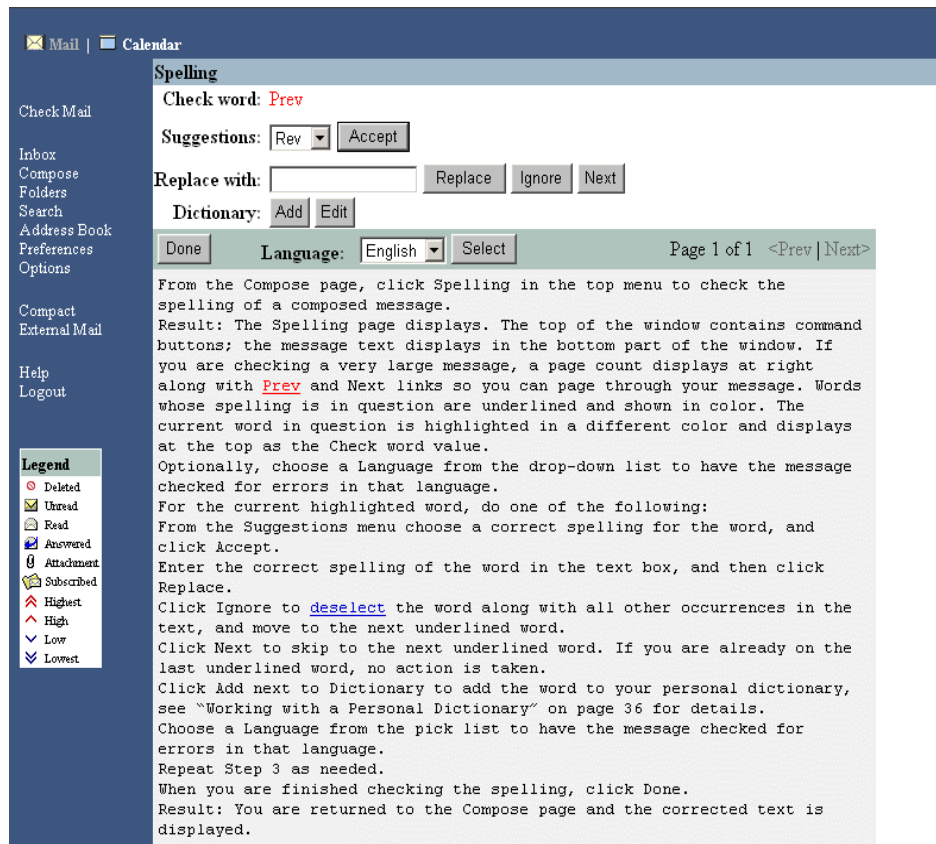 Mail | Calendar
Spelling
Check Mail
Inbox
Compose
Folders
Search
Address Book
Preferences
Options
Compact
External Mail
Help
Logout
Legend
Deleted
Unread
Read
Answered
Attachment
Subscribed
Highest
High
Low
Lowest
Check word: Prev
Suggestions: Rev Accept
Replace with: Replace Ignore Next
Dictionary: Add Edit
Done Language: English Select Page 1 of 1 <Prev | Next>
From the Compose page, click Spelling in the top menu to check the
spelling of a composed message.
Result: The Spelling page displays. The top of the window contains command
buttons; the message text displays in the bottom part of the window. If
you are checking a very large message, a page count displays at right
along with Prev and Next links so you can page through your message. Words
whose spelling is in question are underlined and shown in color. The
current word in question is highlighted in a different color and displays
at the top as the Check word value.
Optionally, choose a Language from the drop-down list to have the message
checked for errors in that language.
For the current highlighted word, do one of the following:
From the Suggestions menu choose a correct spelling for the word, and
click Accept.
Enter the correct spelling of the word in the text box, and then click
Replace.
Click Ignore to deselect the word along with all other occurrences in the
text, and move to the next underlined word.
Click Next to skip to the next underlined word. If you are already on the
last underlined word, no action is taken.
Click Add next to Dictionary to add the word to your personal dictionary,
see "Working with a Personal Dictionary" on page 36 for details.
Choose a Language from the pick list to have the message checked for
errors in that language.
Repeat Step 3 as needed.
When you are finished checking the spelling, click Done.
Result: You are returned to the Compose page and the corrected text is
displayed.